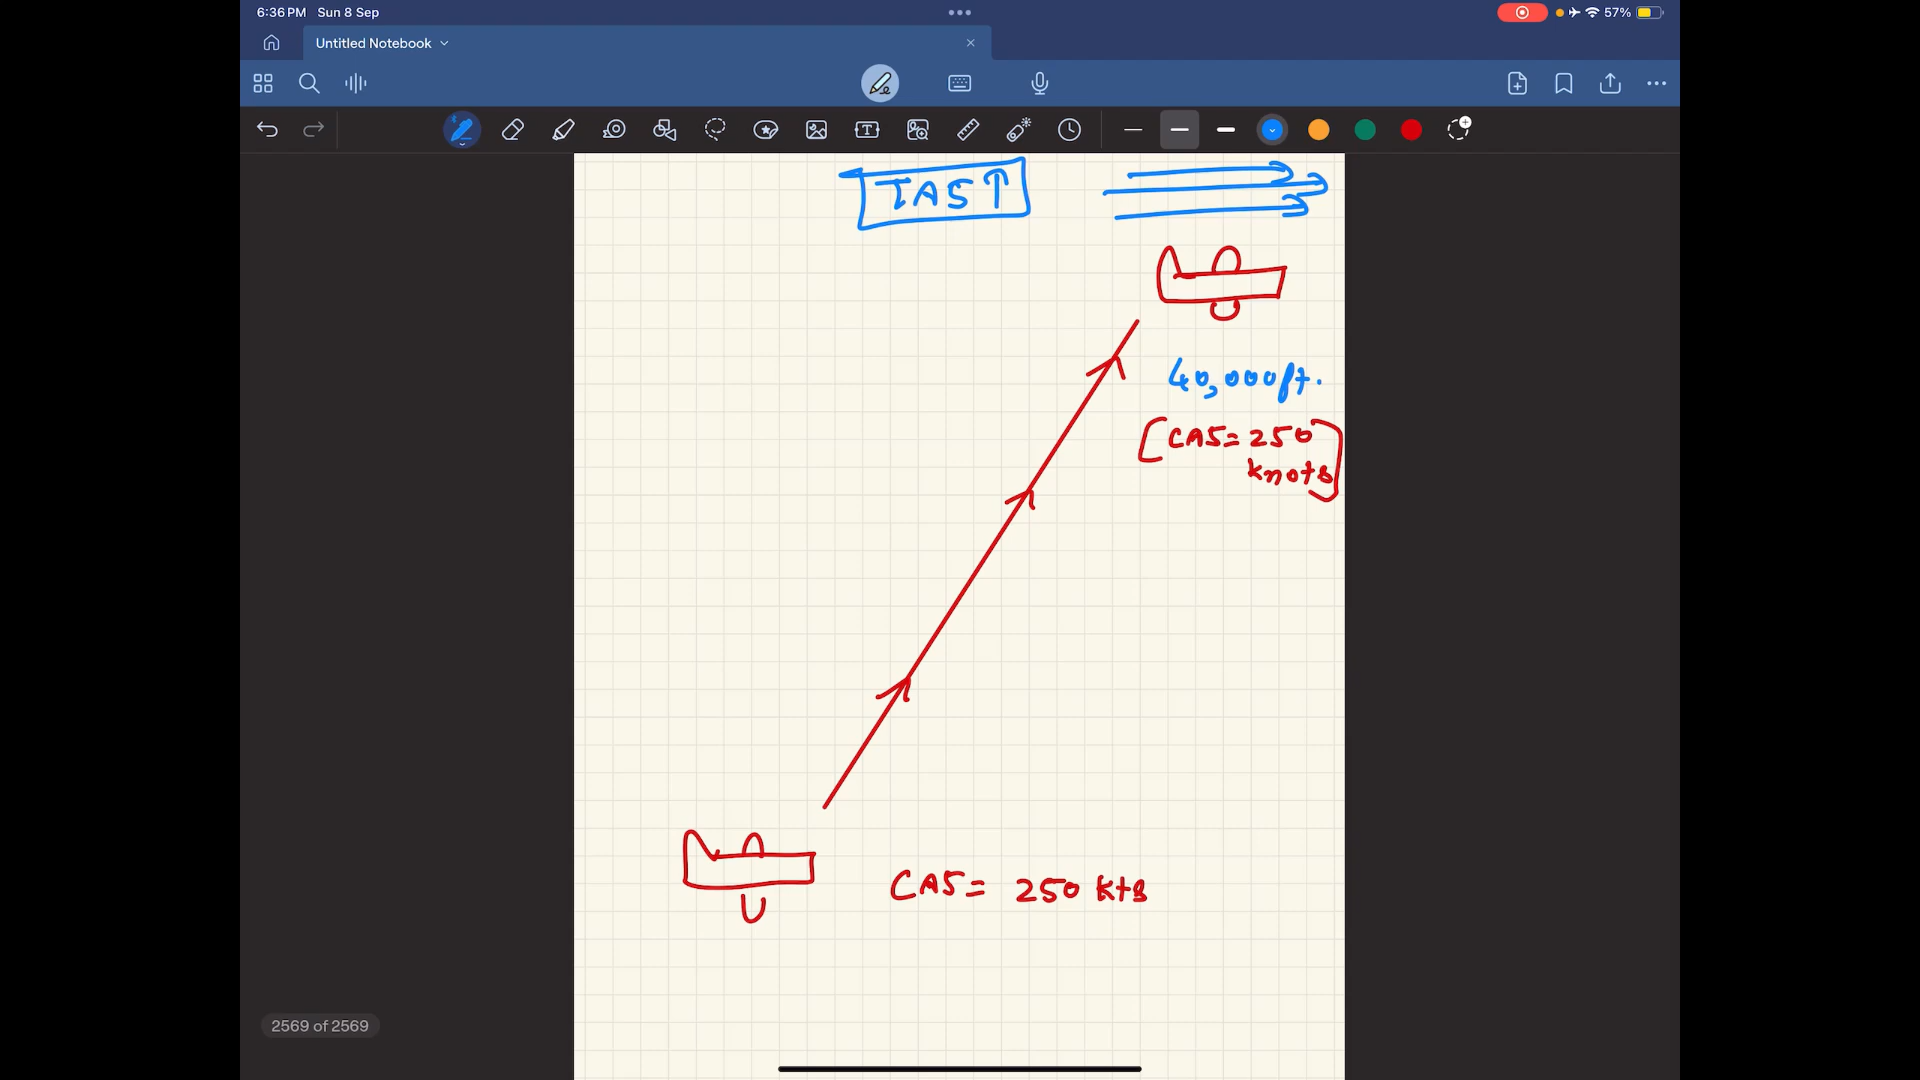 6:36 PM Sun 8 Sep
57%
Untitled Notebook
TAS↑
40,000ft.
[CAS= 250
knots]
CAS= 250 kts
2569 of 2569